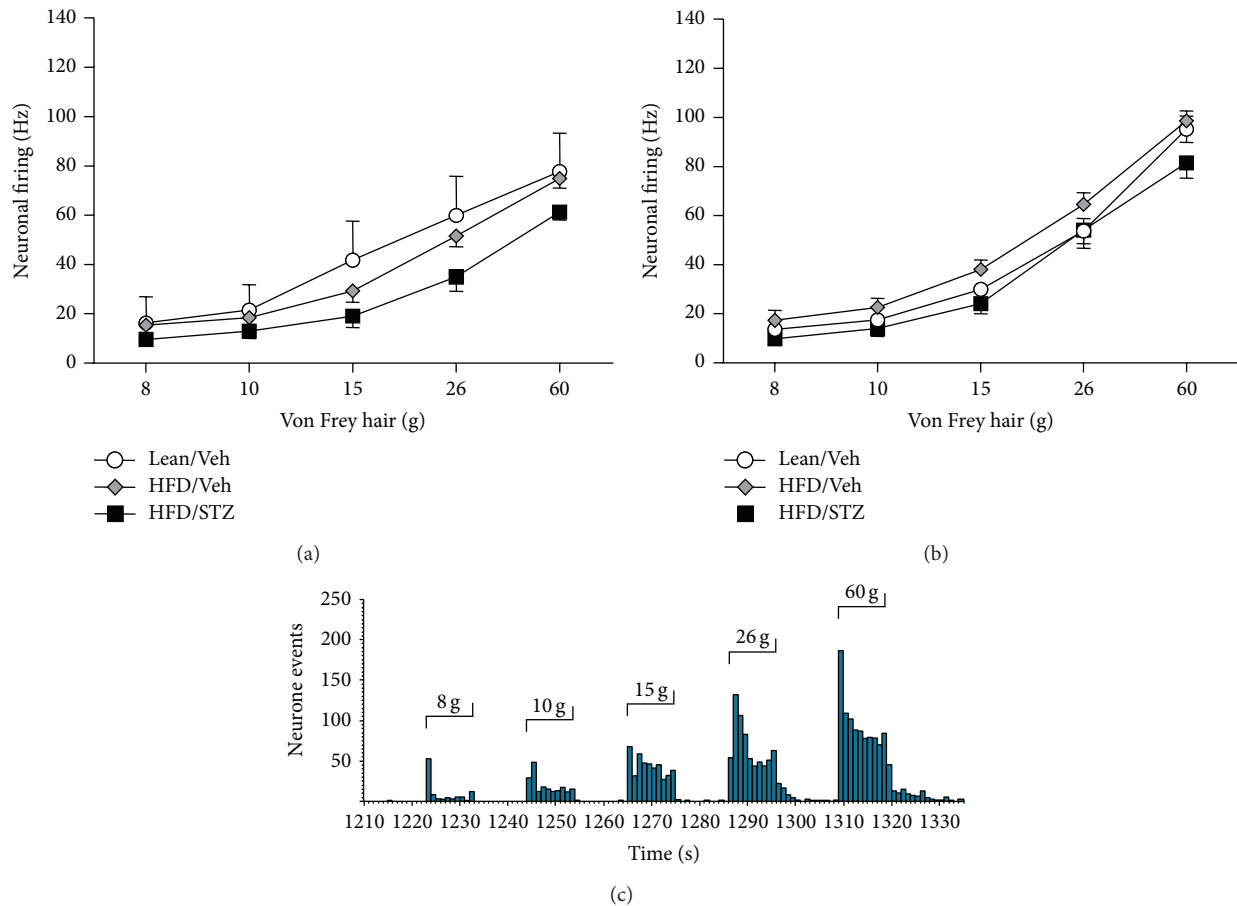 140
120
100
80
60
40
20
0
Neuronal firing (Hz)
8 10 15 26 60
Von Frey hair (g)
Lean/Veh
HFD/Veh
HFD/STZ
(a)
140
120
100
80
60
40
20
0
Neuronal firing (Hz)
8 10 15 26 60
Von Frey hair (g)
Lean/Veh
HFD/Veh
HFD/STZ
(b)
250
200
150
100
50
Neurone events
8 g
10 g
15 g
26 g
60 g
1210 1220 1230 1240 1250 1260 1270 1280 1290 1300 1310 1320 1330
Time (s)
(c)